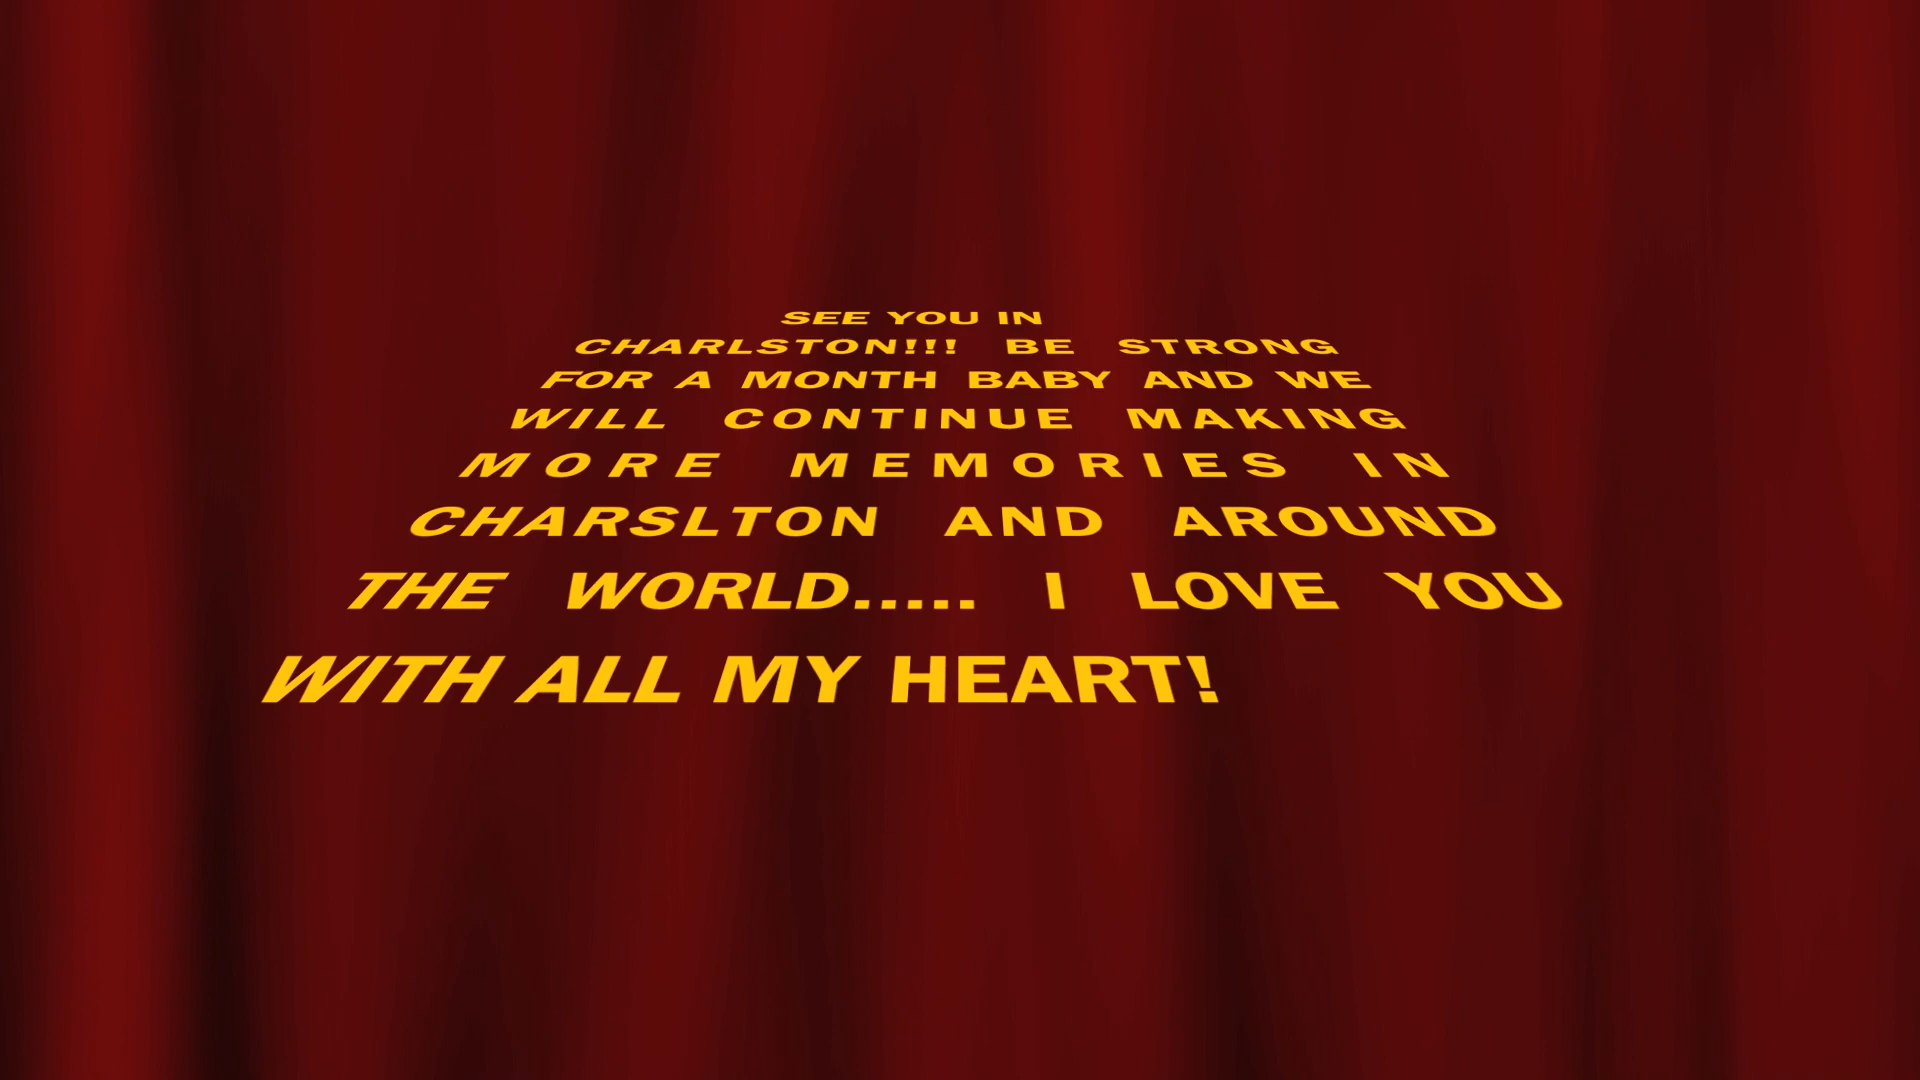 SEE YOU IN
CHARLSTON!!! BE STRONG
FOR A MONTH BABY AND WE
WILL CONTINUE MAKING
MORE MEMORIES IN
CHARSLTON AND AROUND
THE WORLD..... I LOVE YOU
WITH ALL MY HEART!